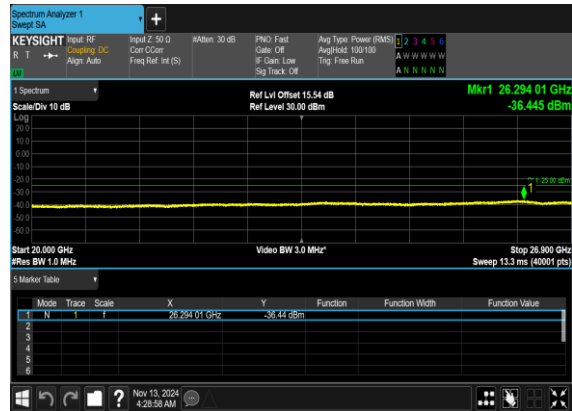 Spectrum Analyzer 1
Swept SA
+
KEYSIGHT Input: RF Input Z: 50 Ω #Atten: 30 dB PNO: Fast Avg Type: Power (RMS) 1 2 3 4 5 6
R T Coupling: DC Corr CCorr Gate: Off Avg|Hold: 100/100 A W W W W W
Align: Auto Freq Ref: Int (S) IF Gain: Low Trig: Free Run
Sig Track: Off A N N N N N
1 Spectrum Ref Lvl Offset 15.54 dB Mkr1 26.294 01 GHz
Scale/Div 10 dB Ref Level 30.00 dBm -36.445 dBm
Log
20.0
10.0
0.00
-10.0
-20.0
-25.00 dBm
-30.0 1
-40.0
-50.0
-60.0
Start 20.000 GHz Video BW 3.0 MHz* Stop 26.900 GHz
#Res BW 1.0 MHz Sweep 13.3 ms (40001 pts)
5 Marker Table
Mode Trace Scale X Y Function Function Width Function Value
1 N 1 f 26.294 01 GHz -36.44 dBm
2
3
4
5
6
? Nov 13, 2024
4:28:58 AM